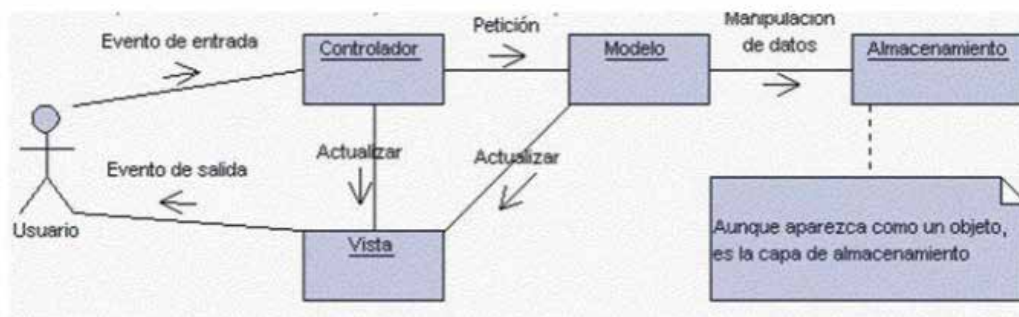 Evento de entrada
Controlador
Petición
Modelo
Manipulacion
de datos
Almacenamiento
Actualizar
Actualizar
Evento de salida
Usuario
Vista
Aunque aparezca como un objeto,
es la capa de almacenamiento